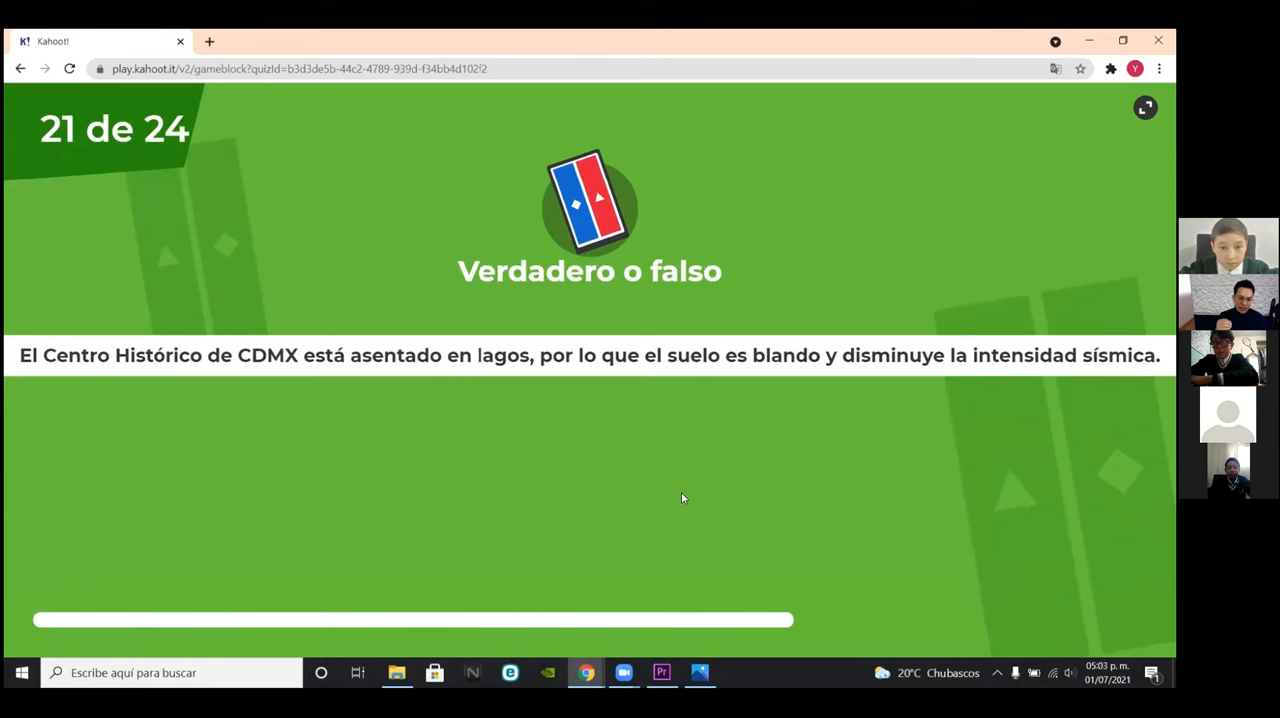 Kahoot!
play.kahoot.it/v2/gameblock?quizId=b3d3de5b-44c2-4789-939d-f34bb4d102f2
Y
21 de 24
Verdadero o falso
El Centro Histórico de CDMX está asentado en lagos, por lo que el suelo es blando y disminuye la intensidad sísmica.
Escribe aquí para buscar
20°C Chubascos
05:03 p. m.
01/07/2021